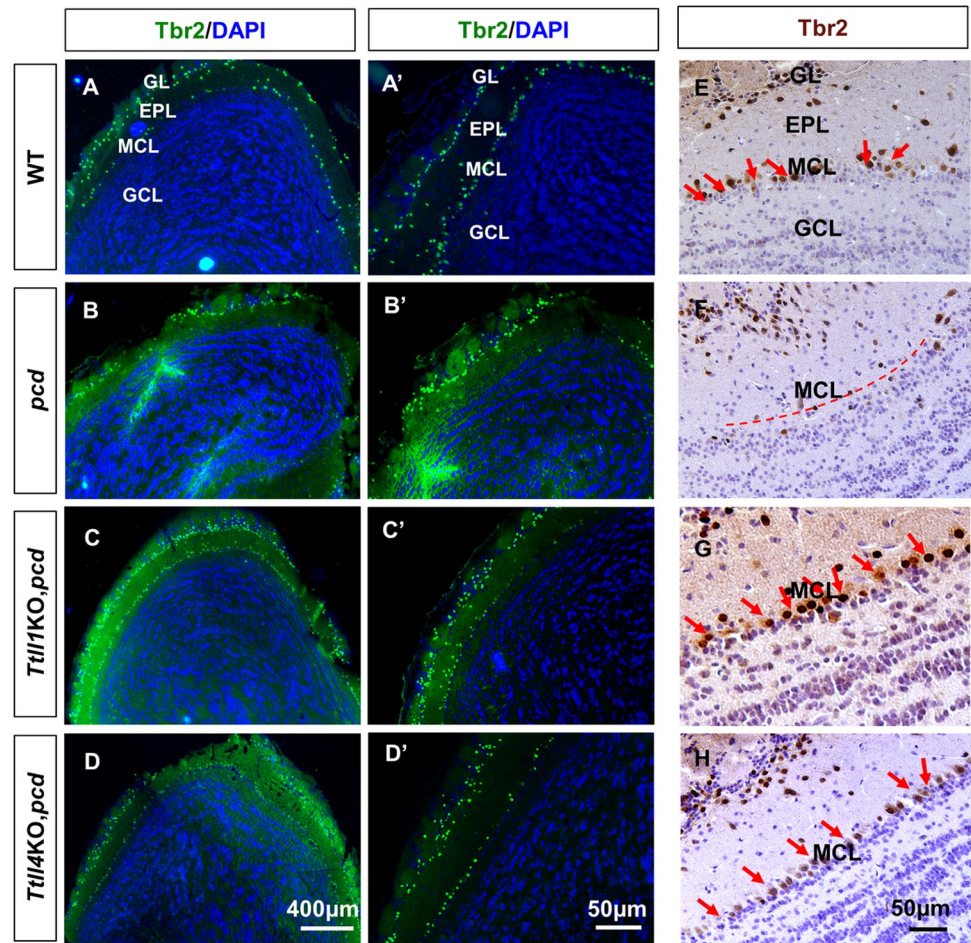 Tbr2/DAPI
Tbr2/DAPI
Tbr2
WT
A
GL
EPL
MCL
GCL
A'
GL
EPL
MCL
GCL
E
GL
EPL
MCL
GCL
pcd
B
B'
F
MCL
Ttll1KO,pcd
C
C'
G
MCL
Ttll4KO,pcd
D
400µm
D'
50µm
H
MCL
50µm